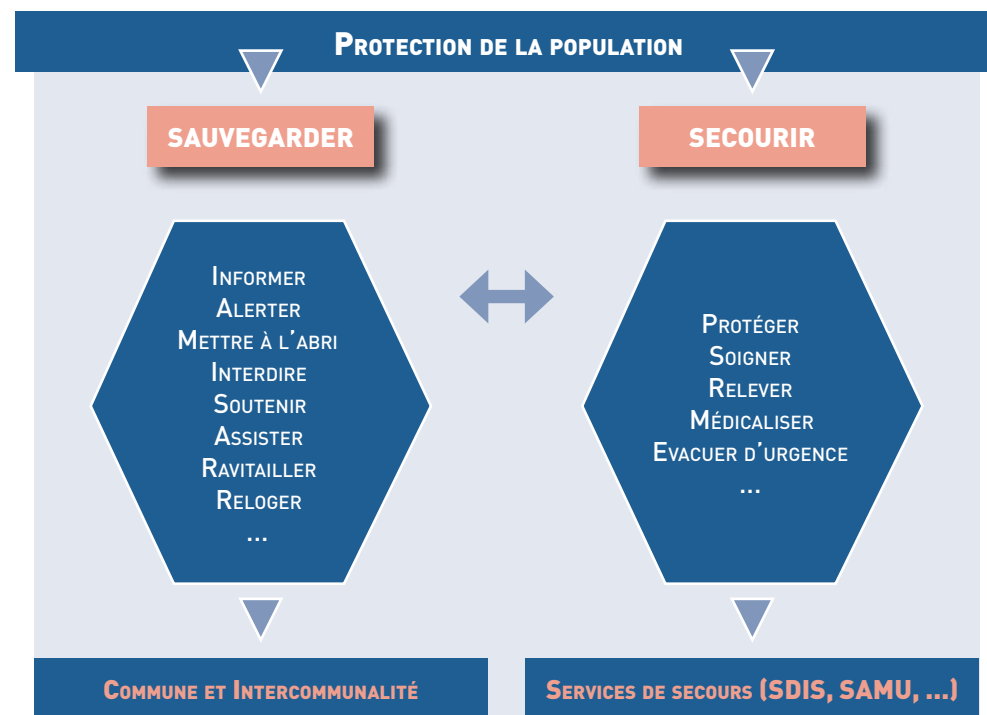 Protection de la population
SAUVEGARDER
SECOURIR
Informer
Alerter
Mettre à l'abri
Interdire
Soutenir
Assister
Ravitailler
Reloger
...
Protéger
Soigner
Relever
Médicaliser
Evacuer d'urgence
...
Commune et Intercommunalité
Services de secours (SDIS, SAMU, ...)